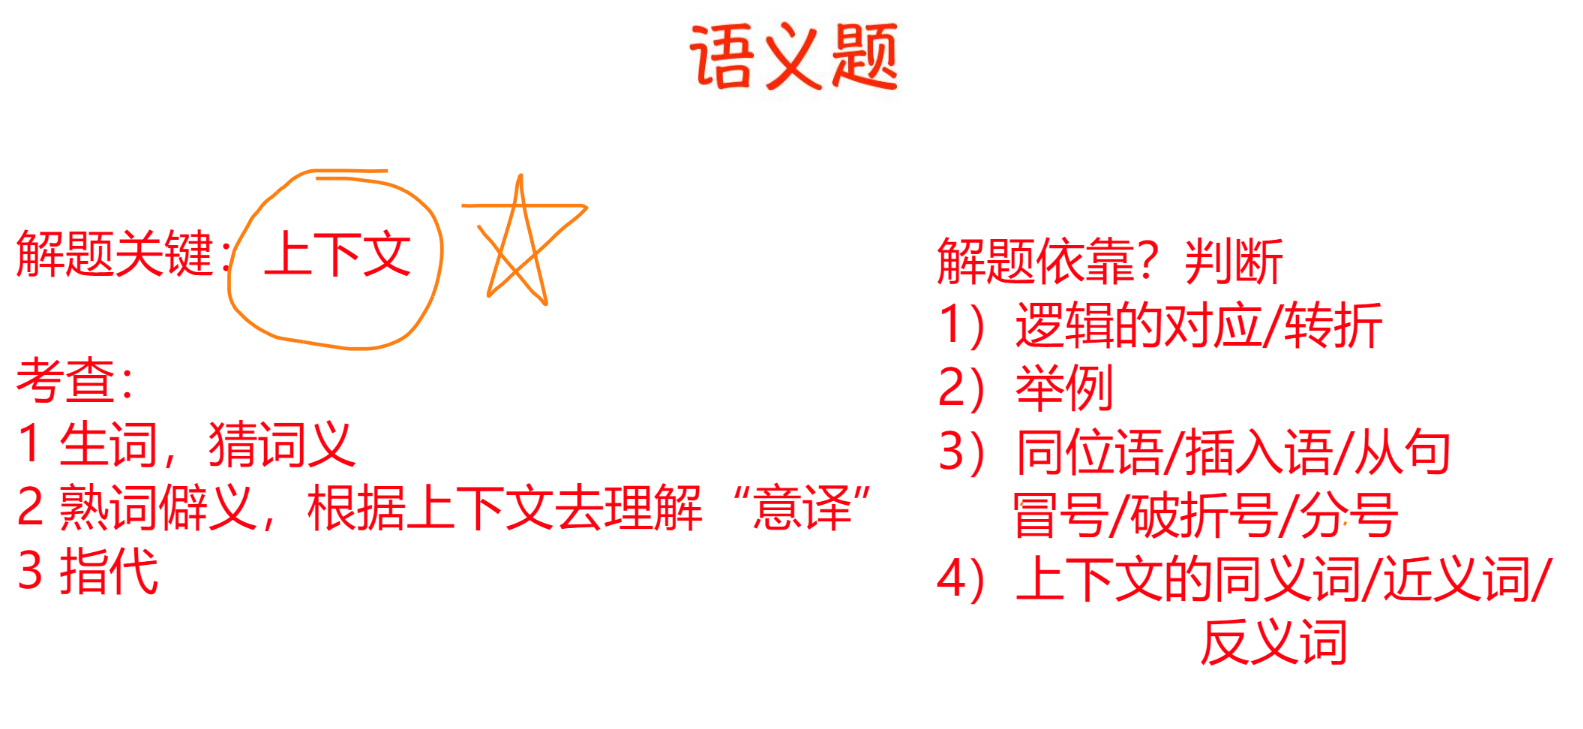 语义题
解题关键：上下文
考查：
1 生词，猜词义
2 熟词僻义，根据上下文去理解“意译”
3 指代
解题依靠？判断
1）逻辑的对应/转折
2）举例
3）同位语/插入语/从句
冒号/破折号/分号
4）上下文的同义词/近义词/
反义词